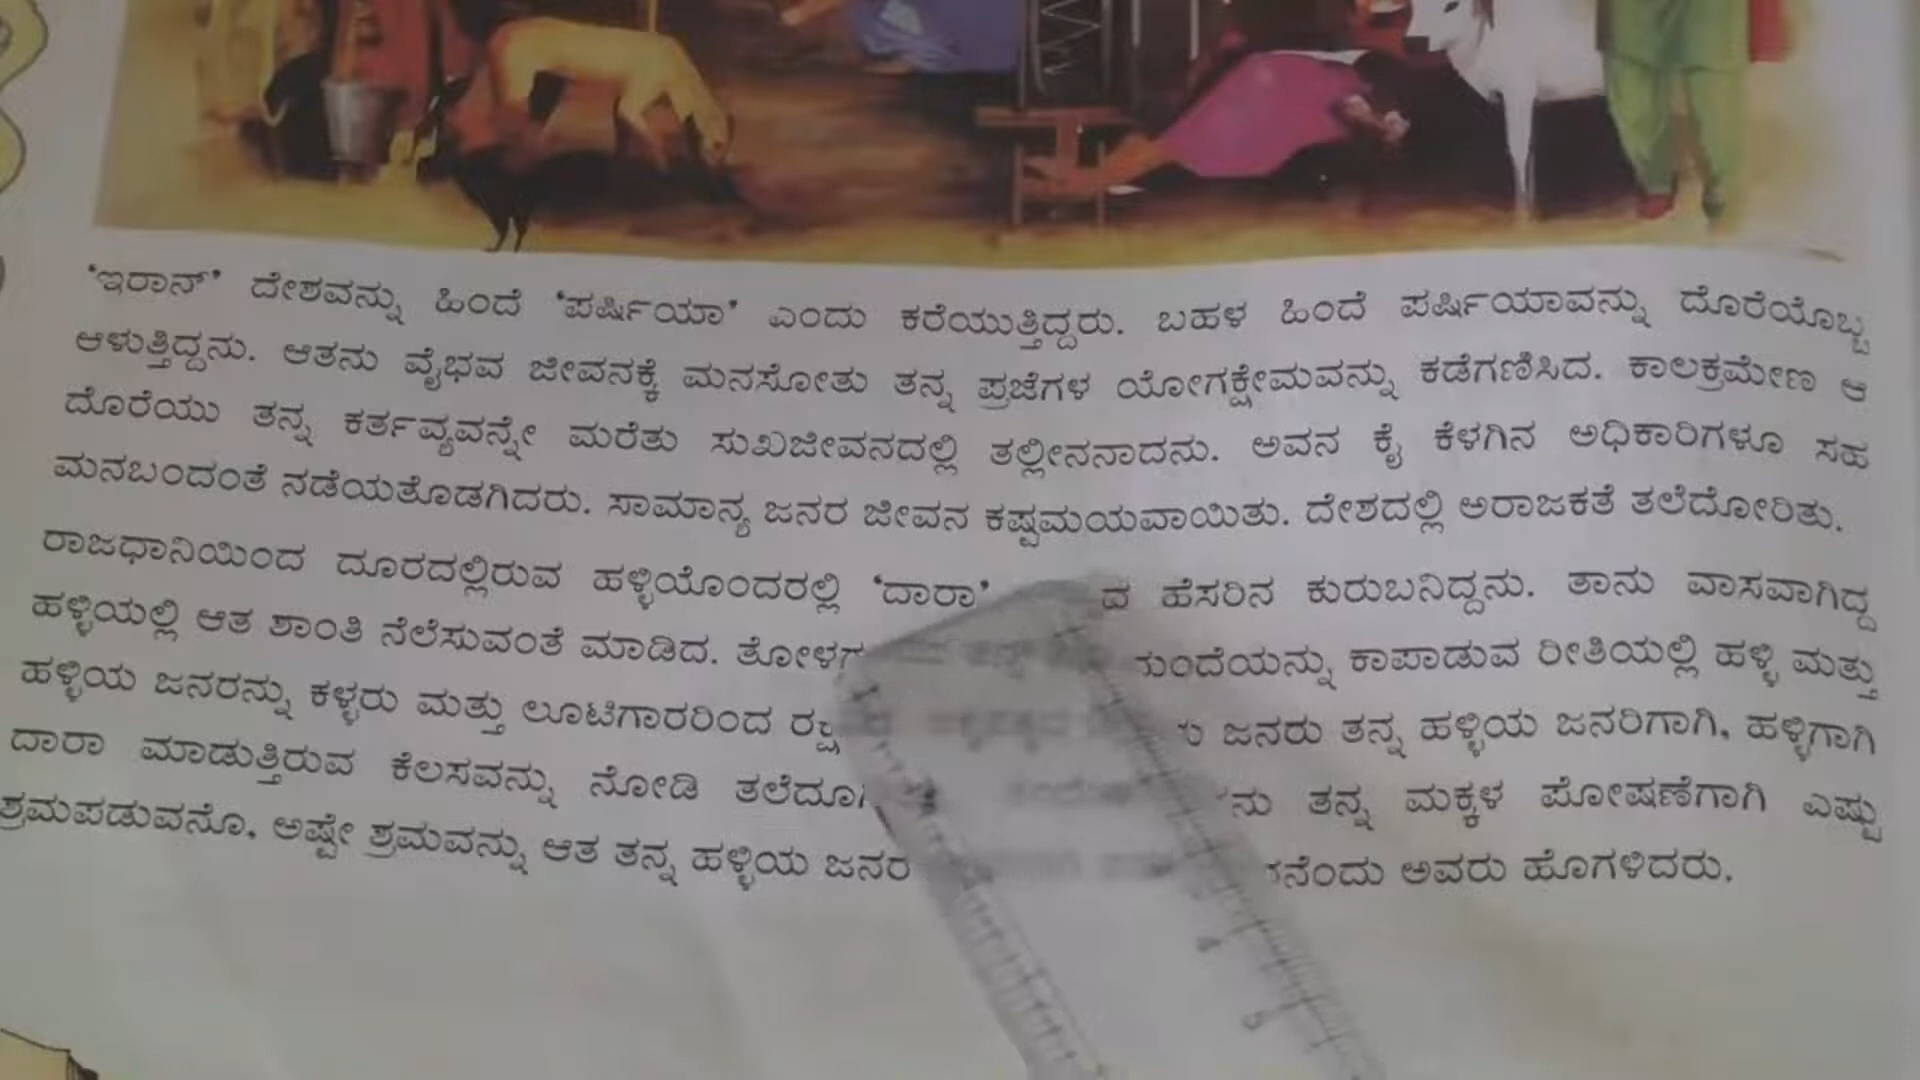 ‘ಇರಾನ್’ ದೇಶವನ್ನು ಹಿಂದೆ ‘ಪರ್ಷಿಯಾ’ ಎಂದು ಕರೆಯುತ್ತಿದ್ದರು. ಬಹಳ ಹಿಂದೆ ಪರ್ಷಿಯಾವನ್ನು ದೊರೆಯೊಬ್ಬ
ಆಳುತ್ತಿದ್ದನು. ಆತನು ವೈಭವ ಜೀವನಕ್ಕೆ ಮನಸೋತು ತನ್ನ ಪ್ರಜೆಗಳ ಯೋಗಕ್ಷೇಮವನ್ನು ಕಡೆಗಣಿಸಿದ. ಕಾಲಕ್ರಮೇಣ ಆ
ದೊರೆಯು ತನ್ನ ಕರ್ತವ್ಯವನ್ನೇ ಮರೆತು ಸುಖಜೀವನದಲ್ಲಿ ತಲ್ಲೀನನಾದನು. ಅವನ ಕೈ ಕೆಳಗಿನ ಅಧಿಕಾರಿಗಳೂ ಸಹ
ಮನಬಂದಂತೆ ನಡೆಯತೊಡಗಿದರು. ಸಾಮಾನ್ಯ ಜನರ ಜೀವನ ಕಷ್ಟಮಯವಾಯಿತು. ದೇಶದಲ್ಲಿ ಅರಾಜಕತೆ ತಲೆದೋರಿತು.
ರಾಜಧಾನಿಯಿಂದ ದೂರದಲ್ಲಿರುವ ಹಳ್ಳಿಯೊಂದರಲ್ಲಿ ‘ದಾರಾ’ ಹೆಸರಿನ ಕುರುಬನಿದ್ದನು. ತಾನು ವಾಸವಾಗಿದ್ದ
ಹಳ್ಳಿಯಲ್ಲಿ ಆತ ಶಾಂತಿ ನೆಲೆಸುವಂತೆ ಮಾಡಿದ. ಕಾಪಾಡುವ ರೀತಿಯಲ್ಲಿ ಹಳ್ಳಿ ಮತ್ತು
ಹಳ್ಳಿಯ ಜನರನ್ನು ಕಳ್ಳರು ಮತ್ತು ಲೂಟಿಗಾರರಿಂದ ಜನರು ತನ್ನ ಹಳ್ಳಿಯ ಜನರಿಗಾಗಿ, ಹಳ್ಳಿಗಾಗಿ
ದಾರಾ ಮಾಡುತ್ತಿರುವ ಕೆಲಸವನ್ನು ನೋಡಿ ತನ್ನ ಮಕ್ಕಳ ಪೋಷಣೆಗಾಗಿ ಎಷ್ಟು
ಶ್ರಮಪಡುವನೊ, ಅಷ್ಟೇ ಶ್ರಮವನ್ನು ಆತ ತನ್ನ ಹಳ್ಳಿಯ ಜನರ ಅವರು ಹೊಗಳಿದರು.